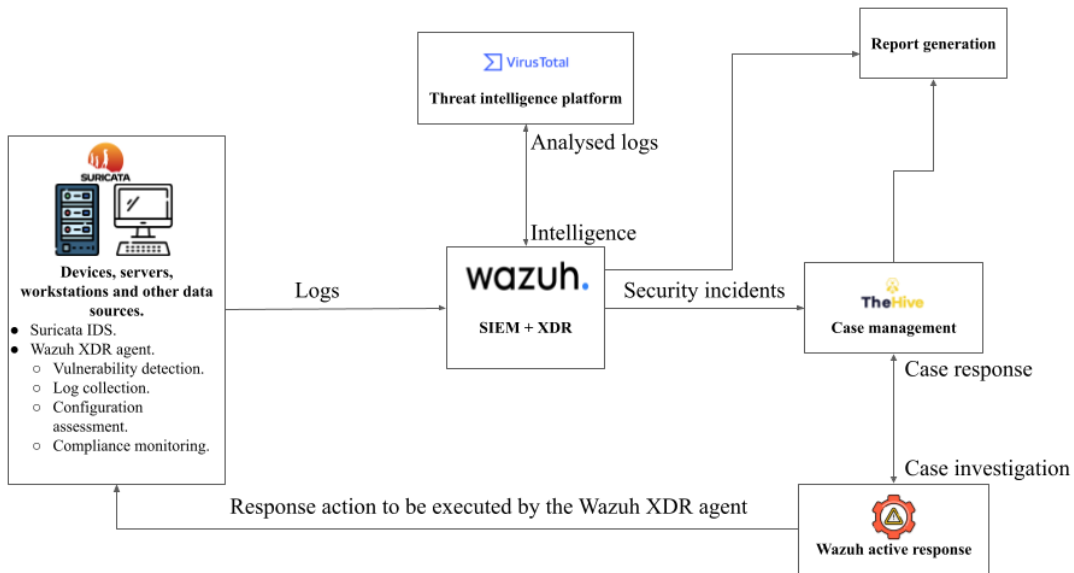 VirusTotal
Threat intelligence platform
Report generation
Analysed logs
SURICATA
Devices, servers,
workstations and other data
sources.
● Suricata IDS.
● Wazuh XDR agent.
○ Vulnerability detection.
○ Log collection.
○ Configuration
assessment.
○ Compliance monitoring.
Logs
Intelligence
wazuh.
SIEM + XDR
Security incidents
TheHive
Case management
Case response
Case investigation
Response action to be executed by the Wazuh XDR agent
Wazuh active response